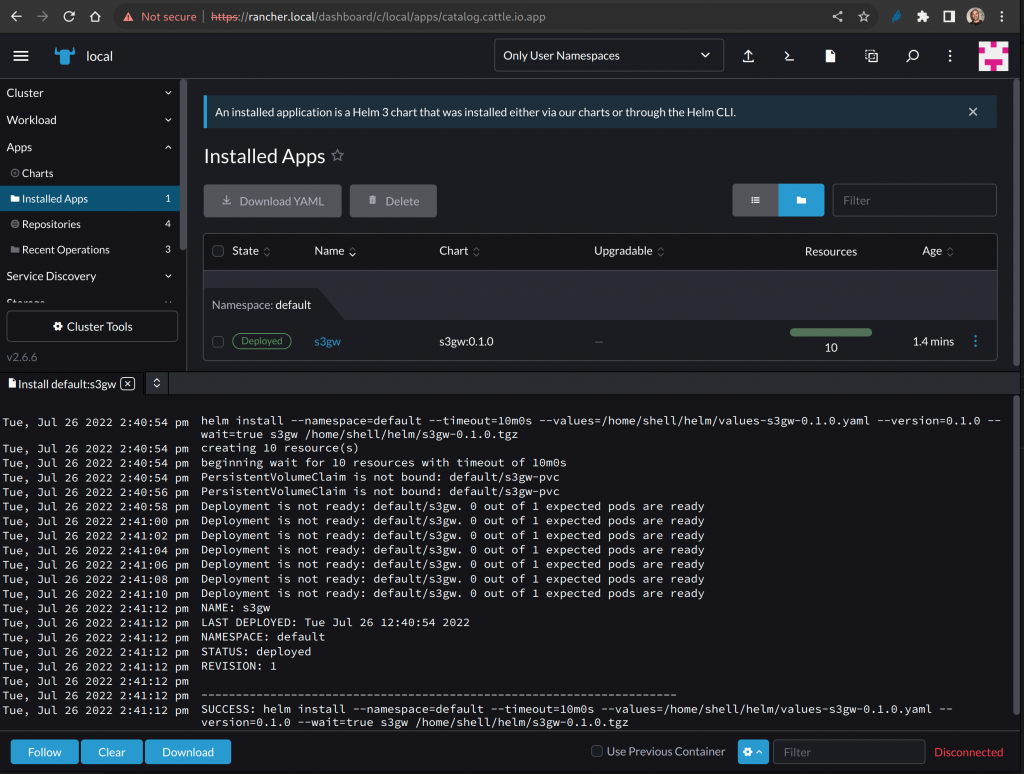 Not secure | https://rancher.local/dashboard/c/local/apps/catalog.cattle.io.app
local
Only User Namespaces
Cluster
Workload
Apps
Charts
Installed Apps 1
Repositories 4
Recent Operations 3
Service Discovery
Storage
Cluster Tools
v2.6.6
An installed application is a Helm 3 chart that was installed either via our charts or through the Helm CLI.
Installed Apps
Download YAML
Delete
Filter
State Name Chart Upgradable Resources Age
Namespace: default
Deployed s3gw s3gw:0.1.0 — 10 1.4 mins
Install default:s3gw
Tue, Jul 26 2022 2:40:54 pm helm install --namespace=default --timeout=10m0s --values=/home/shell/helm/values-s3gw-0.1.0.yaml --version=0.1.0 --
wait=true s3gw /home/shell/helm/s3gw-0.1.0.tgz
Tue, Jul 26 2022 2:40:54 pm creating 10 resource(s)
Tue, Jul 26 2022 2:40:54 pm beginning wait for 10 resources with timeout of 10m0s
Tue, Jul 26 2022 2:40:54 pm PersistentVolumeClaim is not bound: default/s3gw-pvc
Tue, Jul 26 2022 2:40:56 pm PersistentVolumeClaim is not bound: default/s3gw-pvc
Tue, Jul 26 2022 2:40:58 pm Deployment is not ready: default/s3gw. 0 out of 1 expected pods are ready
Tue, Jul 26 2022 2:41:00 pm Deployment is not ready: default/s3gw. 0 out of 1 expected pods are ready
Tue, Jul 26 2022 2:41:02 pm Deployment is not ready: default/s3gw. 0 out of 1 expected pods are ready
Tue, Jul 26 2022 2:41:04 pm Deployment is not ready: default/s3gw. 0 out of 1 expected pods are ready
Tue, Jul 26 2022 2:41:06 pm Deployment is not ready: default/s3gw. 0 out of 1 expected pods are ready
Tue, Jul 26 2022 2:41:08 pm Deployment is not ready: default/s3gw. 0 out of 1 expected pods are ready
Tue, Jul 26 2022 2:41:10 pm Deployment is not ready: default/s3gw. 0 out of 1 expected pods are ready
Tue, Jul 26 2022 2:41:12 pm NAME: s3gw
Tue, Jul 26 2022 2:41:12 pm LAST DEPLOYED: Tue Jul 26 12:40:54 2022
Tue, Jul 26 2022 2:41:12 pm NAMESPACE: default
Tue, Jul 26 2022 2:41:12 pm STATUS: deployed
Tue, Jul 26 2022 2:41:12 pm REVISION: 1
Tue, Jul 26 2022 2:41:12 pm
Tue, Jul 26 2022 2:41:12 pm ---------------------------------------------------------------------
Tue, Jul 26 2022 2:41:12 pm SUCCESS: helm install --namespace=default --timeout=10m0s --values=/home/shell/helm/values-s3gw-0.1.0.yaml --
version=0.1.0 --wait=true s3gw /home/shell/helm/s3gw-0.1.0.tgz
Follow
Clear
Download
Use Previous Container
Filter
Disconnected